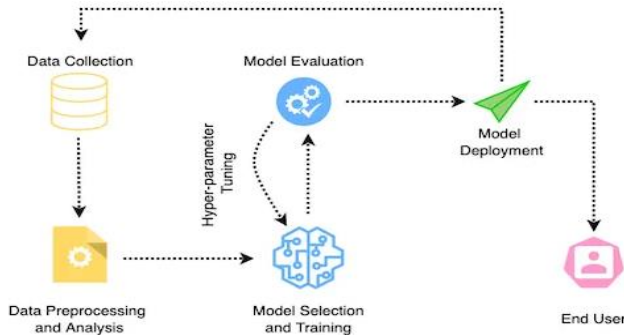 Data Collection
Model Evaluation
Hyper-parameter
Tuning
Model
Deployment
Data Preprocessing
and Analysis
Model Selection
and Training
End User